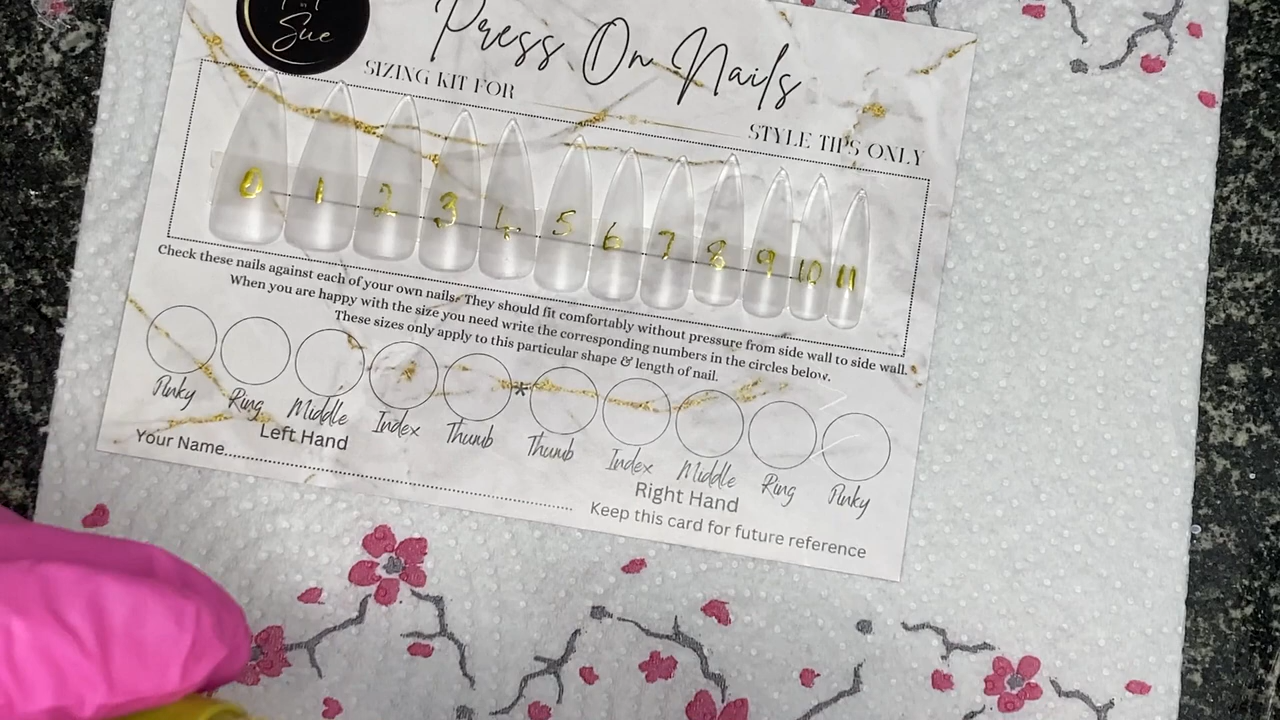 Sue
Press On Nails
SIZING KIT FOR
STYLE TIPS ONLY
0 1 2 3 4 5 6 7 8 9 10 11
Check these nails against each of your own nails. They should fit comfortably without pressure from side wall to side wall.
When you are happy with the size you need write the corresponding numbers in the circles below.
These sizes only apply to this particular shape & length of nail.
*
Pinky Ring Middle Index Thumb Thumb Index Middle Ring Pinky
Left Hand Right Hand
Your Name.....................................................................
Keep this card for future reference